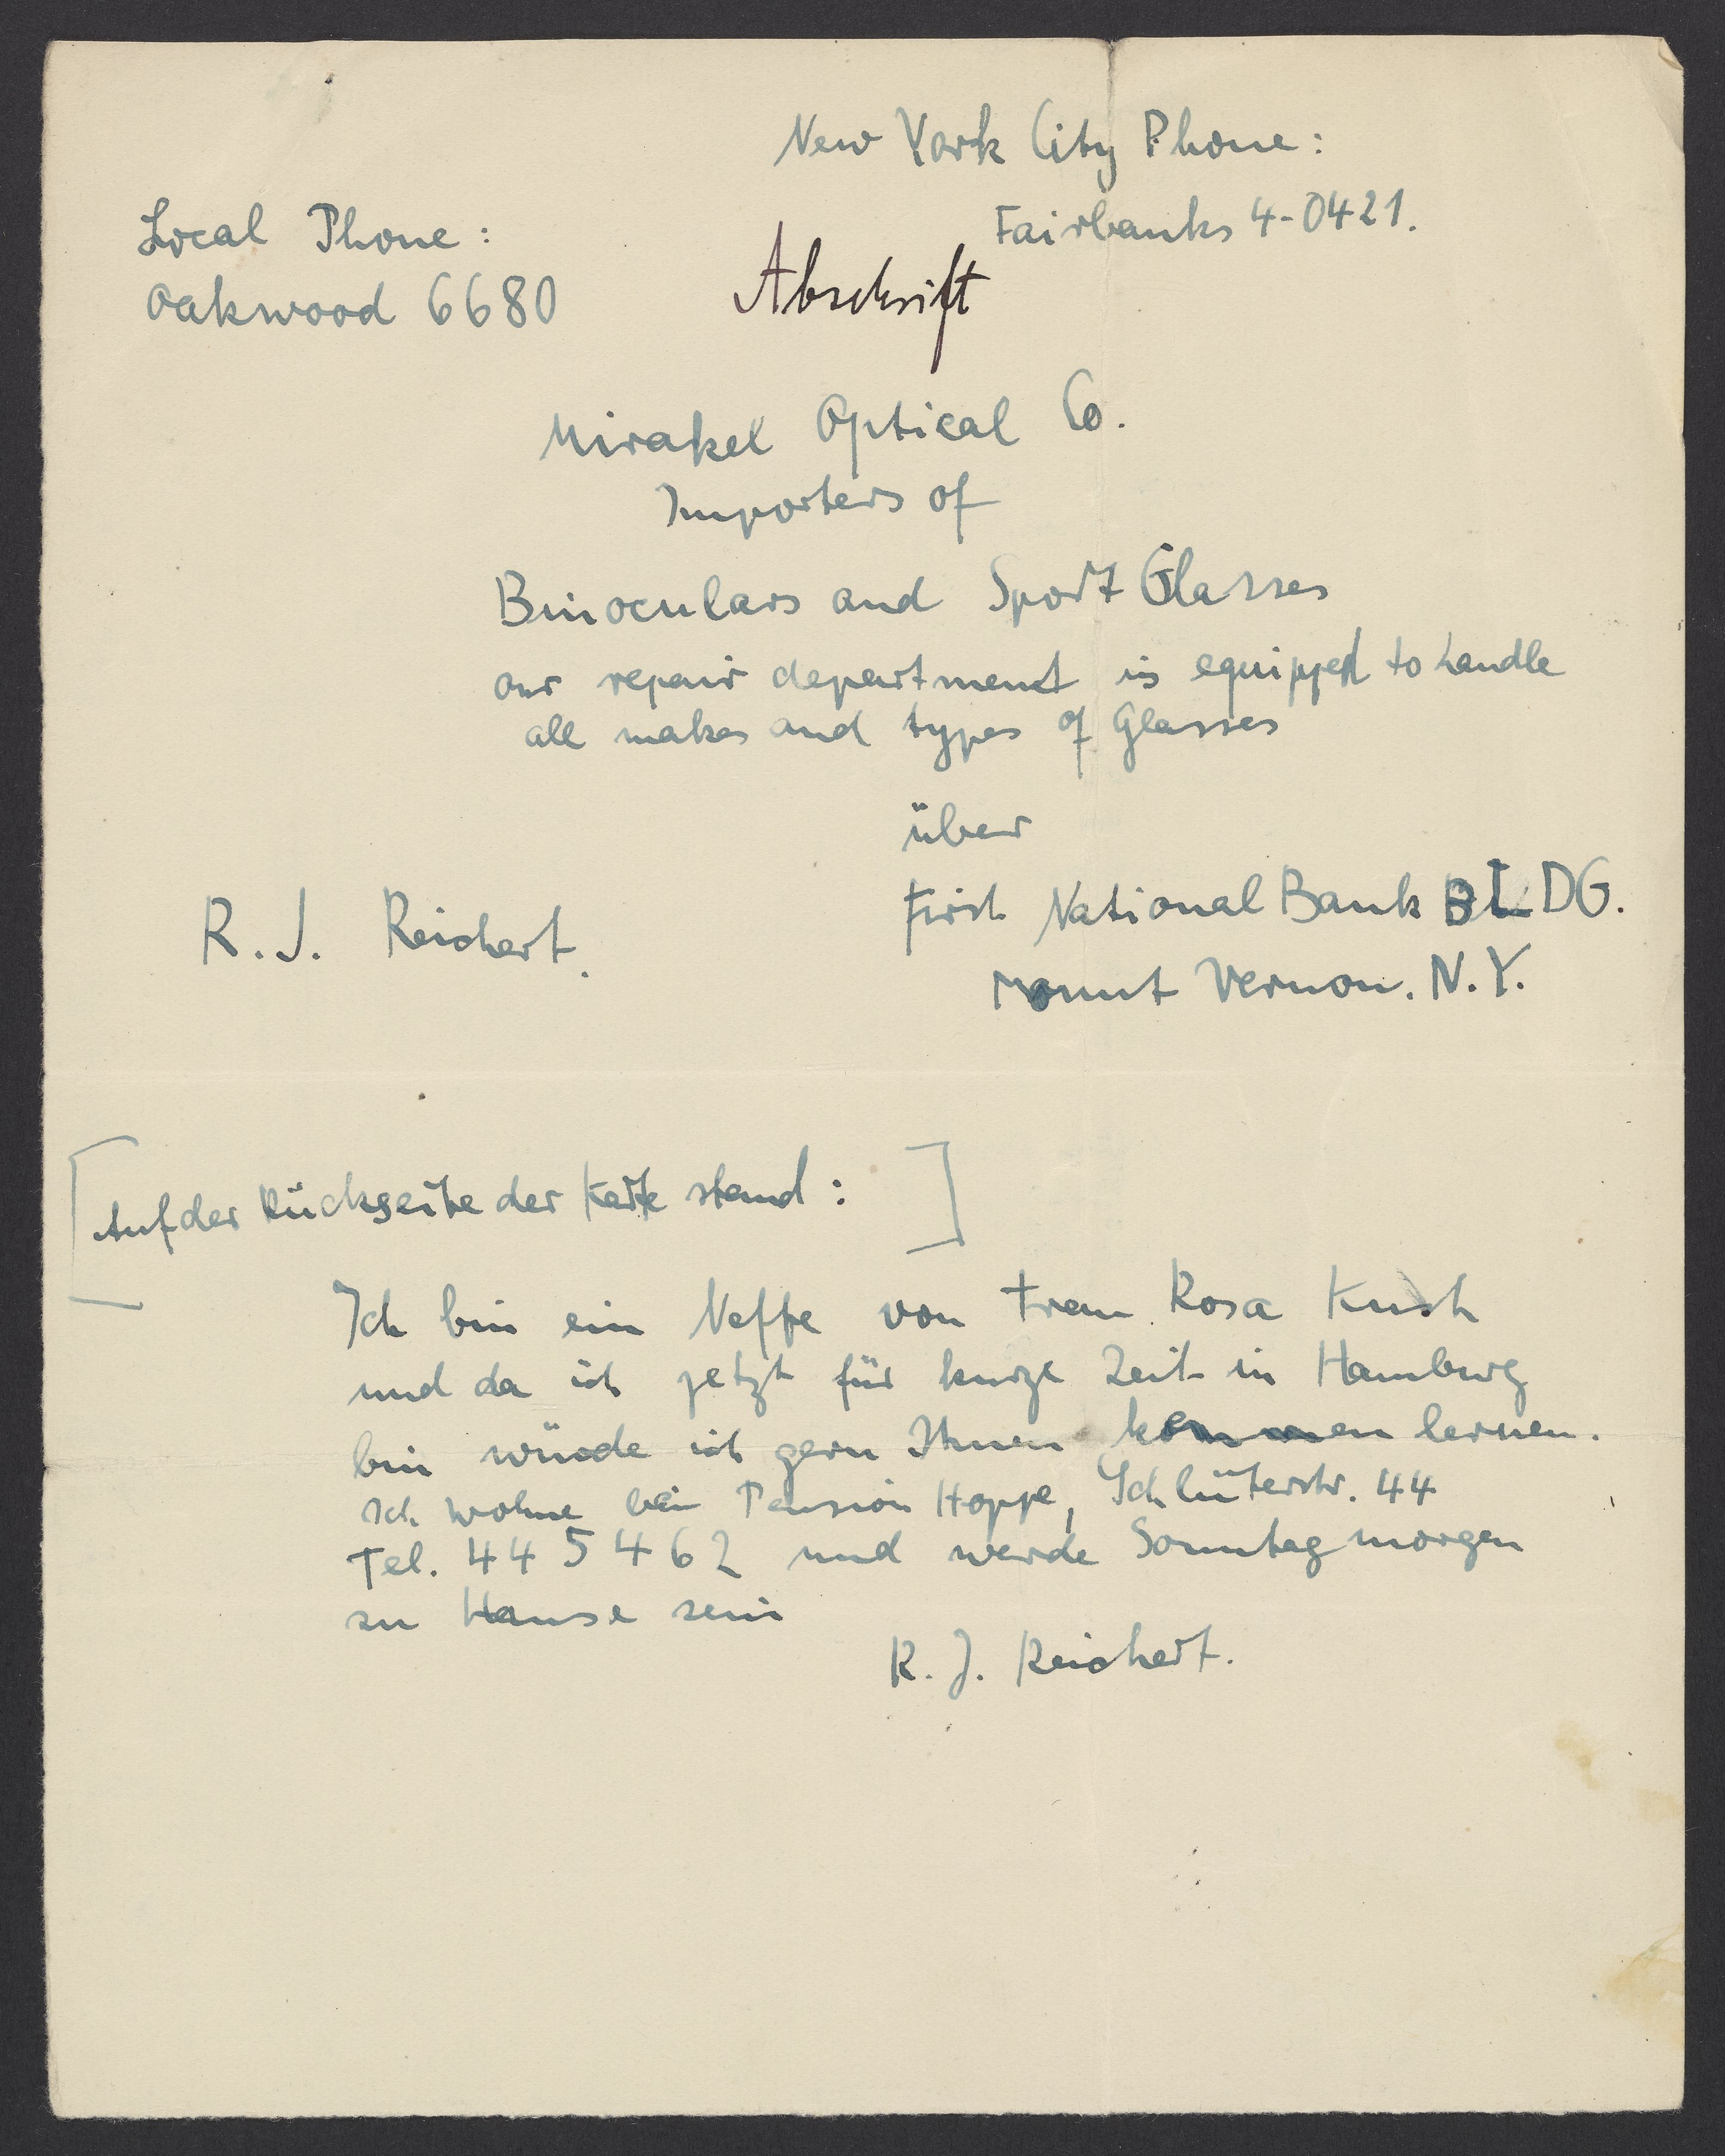 New York City Phone:
Fairbanks 4-0421.
Local Phone:
Oakwood 6680
Abschrift
Mirakel Optical Co.
Importers of
Binoculars and Sport Glasses
our repair department is equipped to handle
all makes and types of Glasses
über
First National Bank BLDG.
R. J. Reichert.
Mount Vernon. N.Y.
[Auf der Rückseite der Karte stand:]
Ich bin ein Neffe von Frau Rosa
und da ich jetzt für kurze Zeit in Hamburg
bin würde ich gern Ihnen kennen lernen.
Ich wohne bei Pension Hoppe, Schlüterstr. 44
Tel. 445462 und werde Sonntag morgen
zu Hause sein
R. J. Reichert.